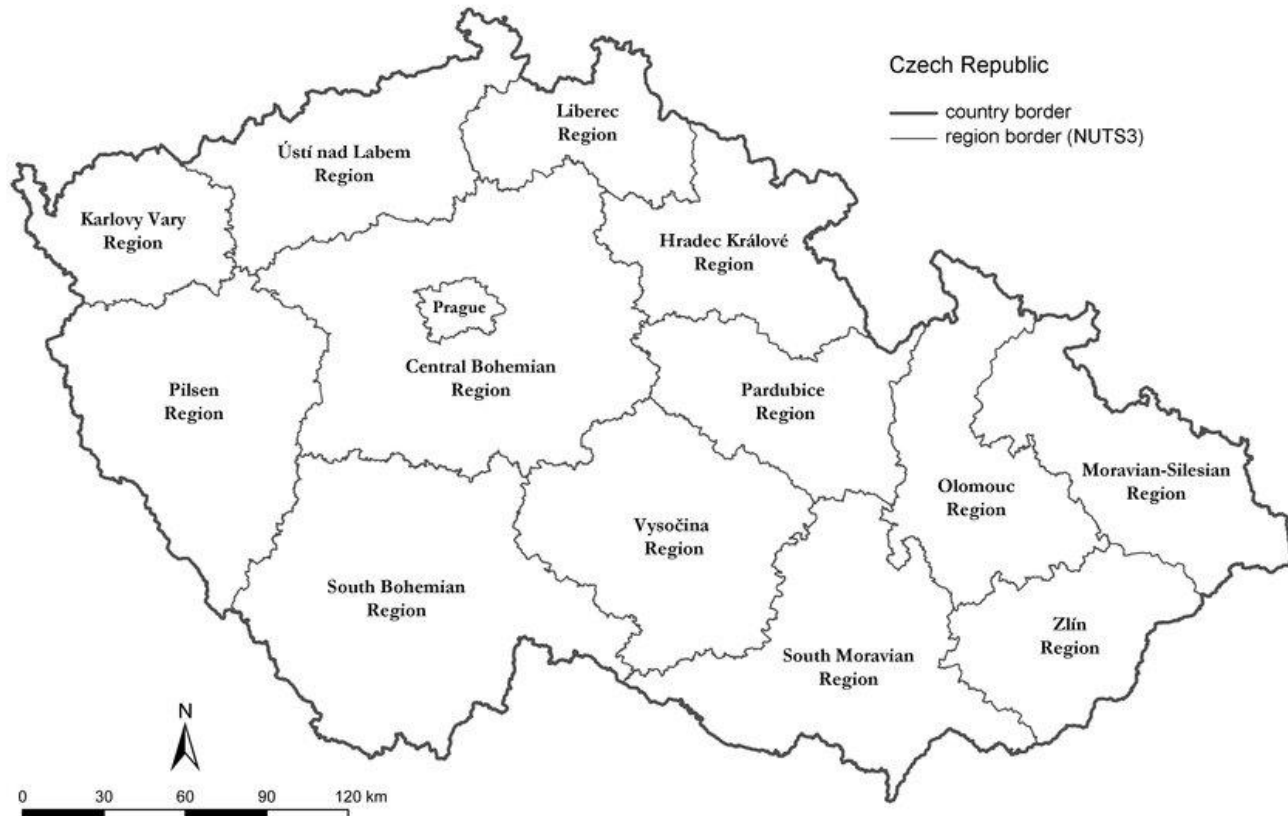 Czech Republic
country border
region border (NUTS3)
Liberec
Region
Ústí nad Labem
Region
Karlovy Vary
Region
Hradec Králové
Region
Prague
Central Bohemian
Region
Pilsen
Region
Pardubice
Region
Moravian-Silesian
Region
Olomouc
Region
Vysočina
Region
South Bohemian
Region
Zlín
Region
South Moravian
Region
N
0 30 60 90 120 km